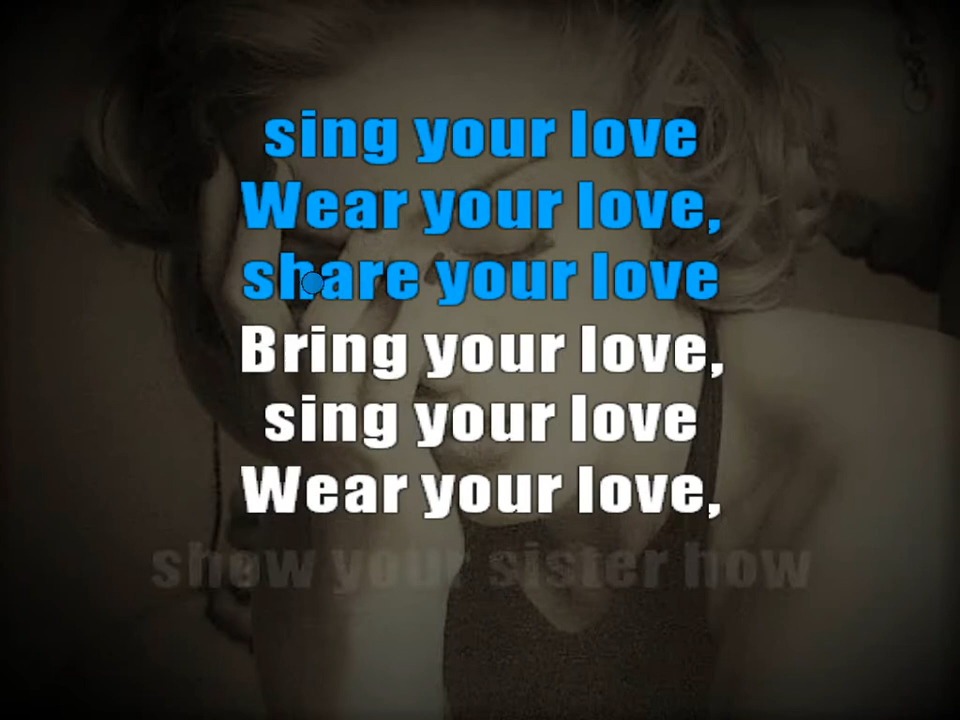 sing your love
Wear your love,
share your love
Bring your love,
sing your love
Wear your love,
show your sister how